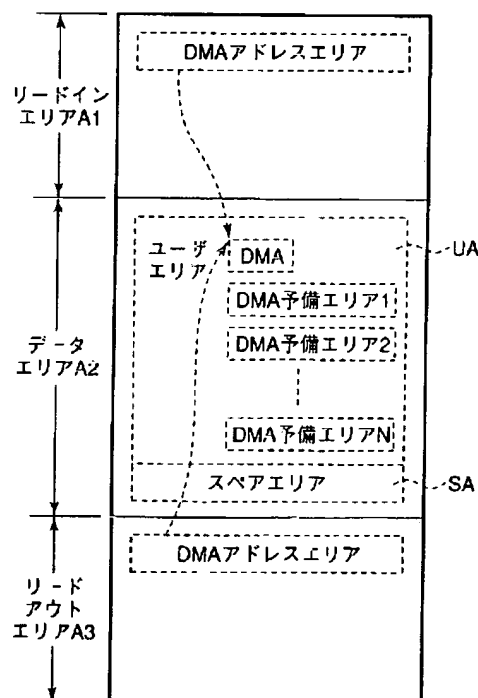 DMAアドレスエリア
リードイン
エリアA1
ユーザ
エリア
DMA
UA
DMA予備エリア1
DMA予備エリア2
データ
エリアA2
DMA予備エリアN
スペアエリア
SA
DMAアドレスエリア
リード
アウト
エリアA3